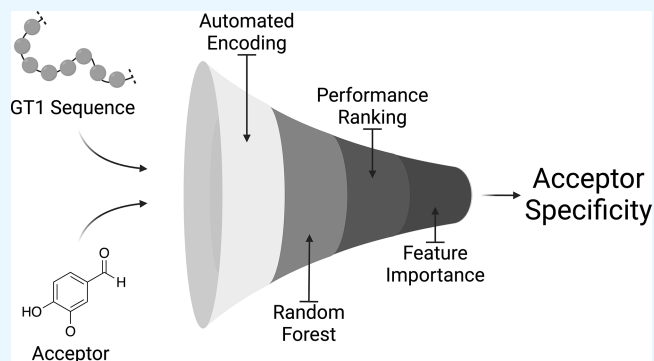 Automated
Encoding
GT1 Sequence
Performance
Ranking
Acceptor
Specificity
Feature
Importance
O
H
HO
O
Random
Forest
Acceptor